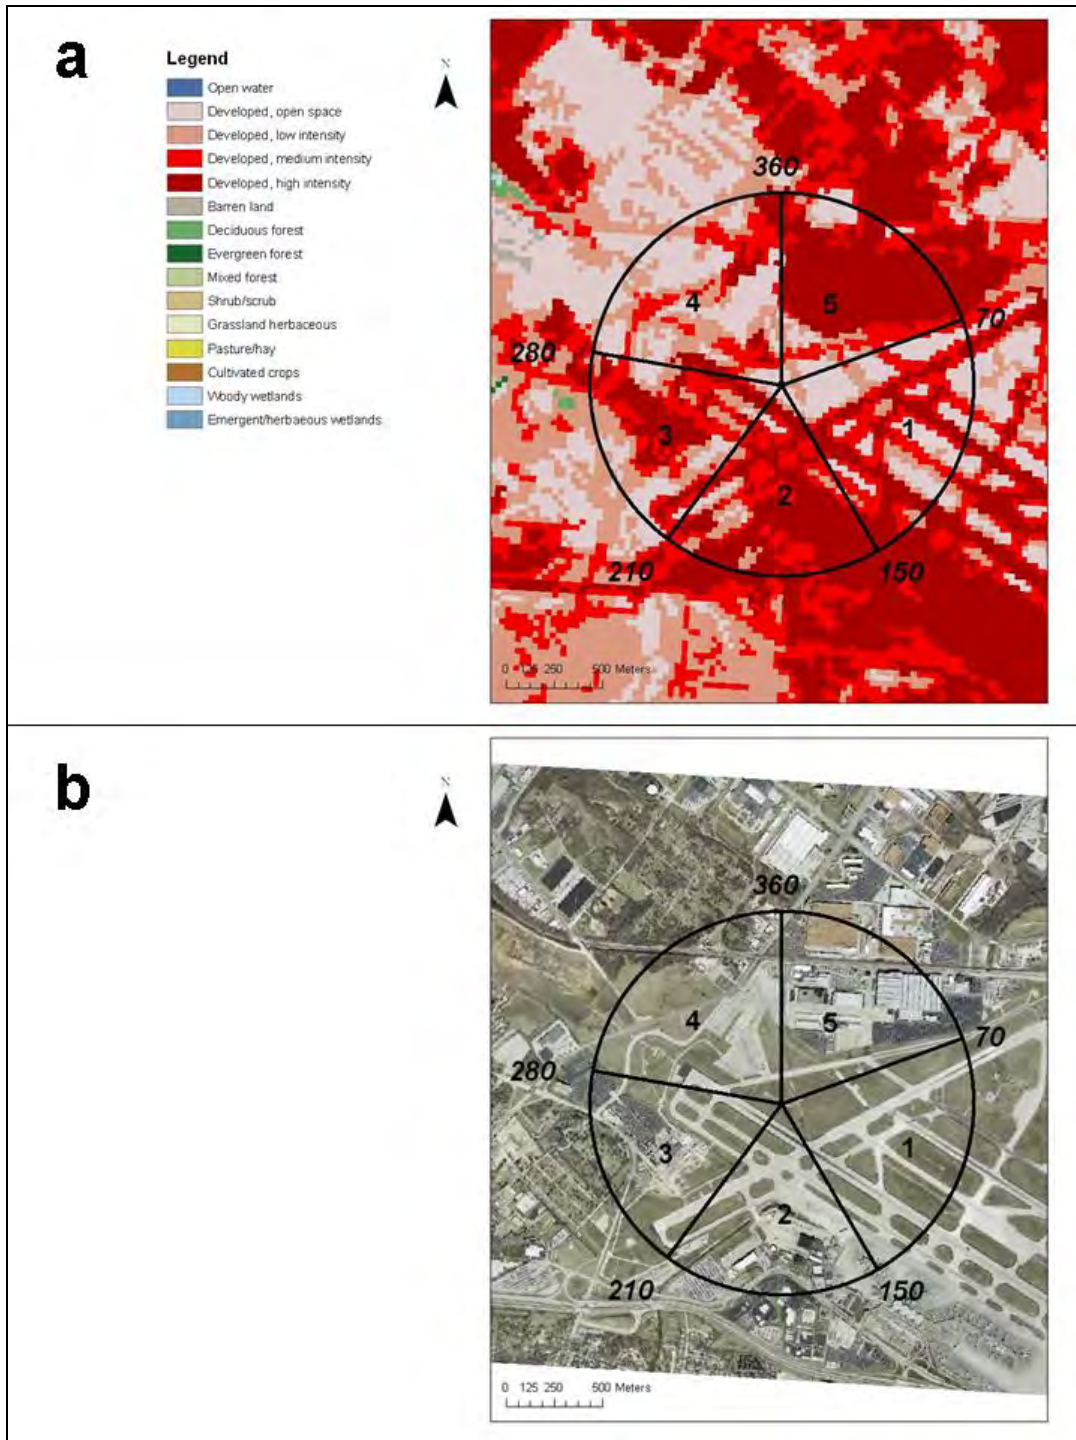 a
Legend
Open water
Developed, open space
Developed, low intensity
Developed, medium intensity
Developed, high intensity
Barren land
Deciduous forest
Evergreen forest
Mixed forest
Shrub/scrub
Grassland herbaceous
Pasture/hay
Cultivated crops
Woody wetlands
Emergent/herbaeous wetlands
N
360
4
5
70
280
3
1
2
210
150
0 125 250 500 Meters
b
N
360
4
5
70
280
3
1
2
210
150
0 125 250 500 Meters